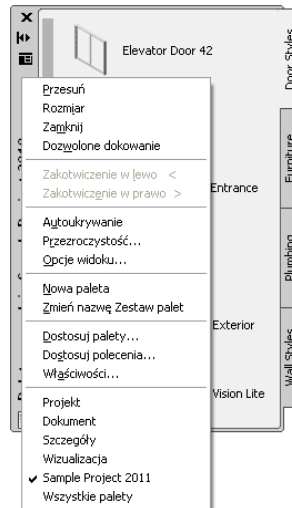 Elevator Door 42
Door Styles
Przesuń
Rozmiar
Zamknij
Dozwolone dokowanie
Zakotwiczenie w lewo <
Zakotwiczenie w prawo >
Entrance
Furniture
Autoukrywanie
Przezroczystość...
Opcje widoku...
Plumbing
Nowa paleta
Zmień nazwę Zestaw palet
Exterior
Dostosuj palety...
Dostosuj polecenia...
Właściwości...
Wall Styles
Vision Lite
Projekt
Dokument
Szczegóły
Wizualizacja
Sample Project 2011
Wszystkie palety